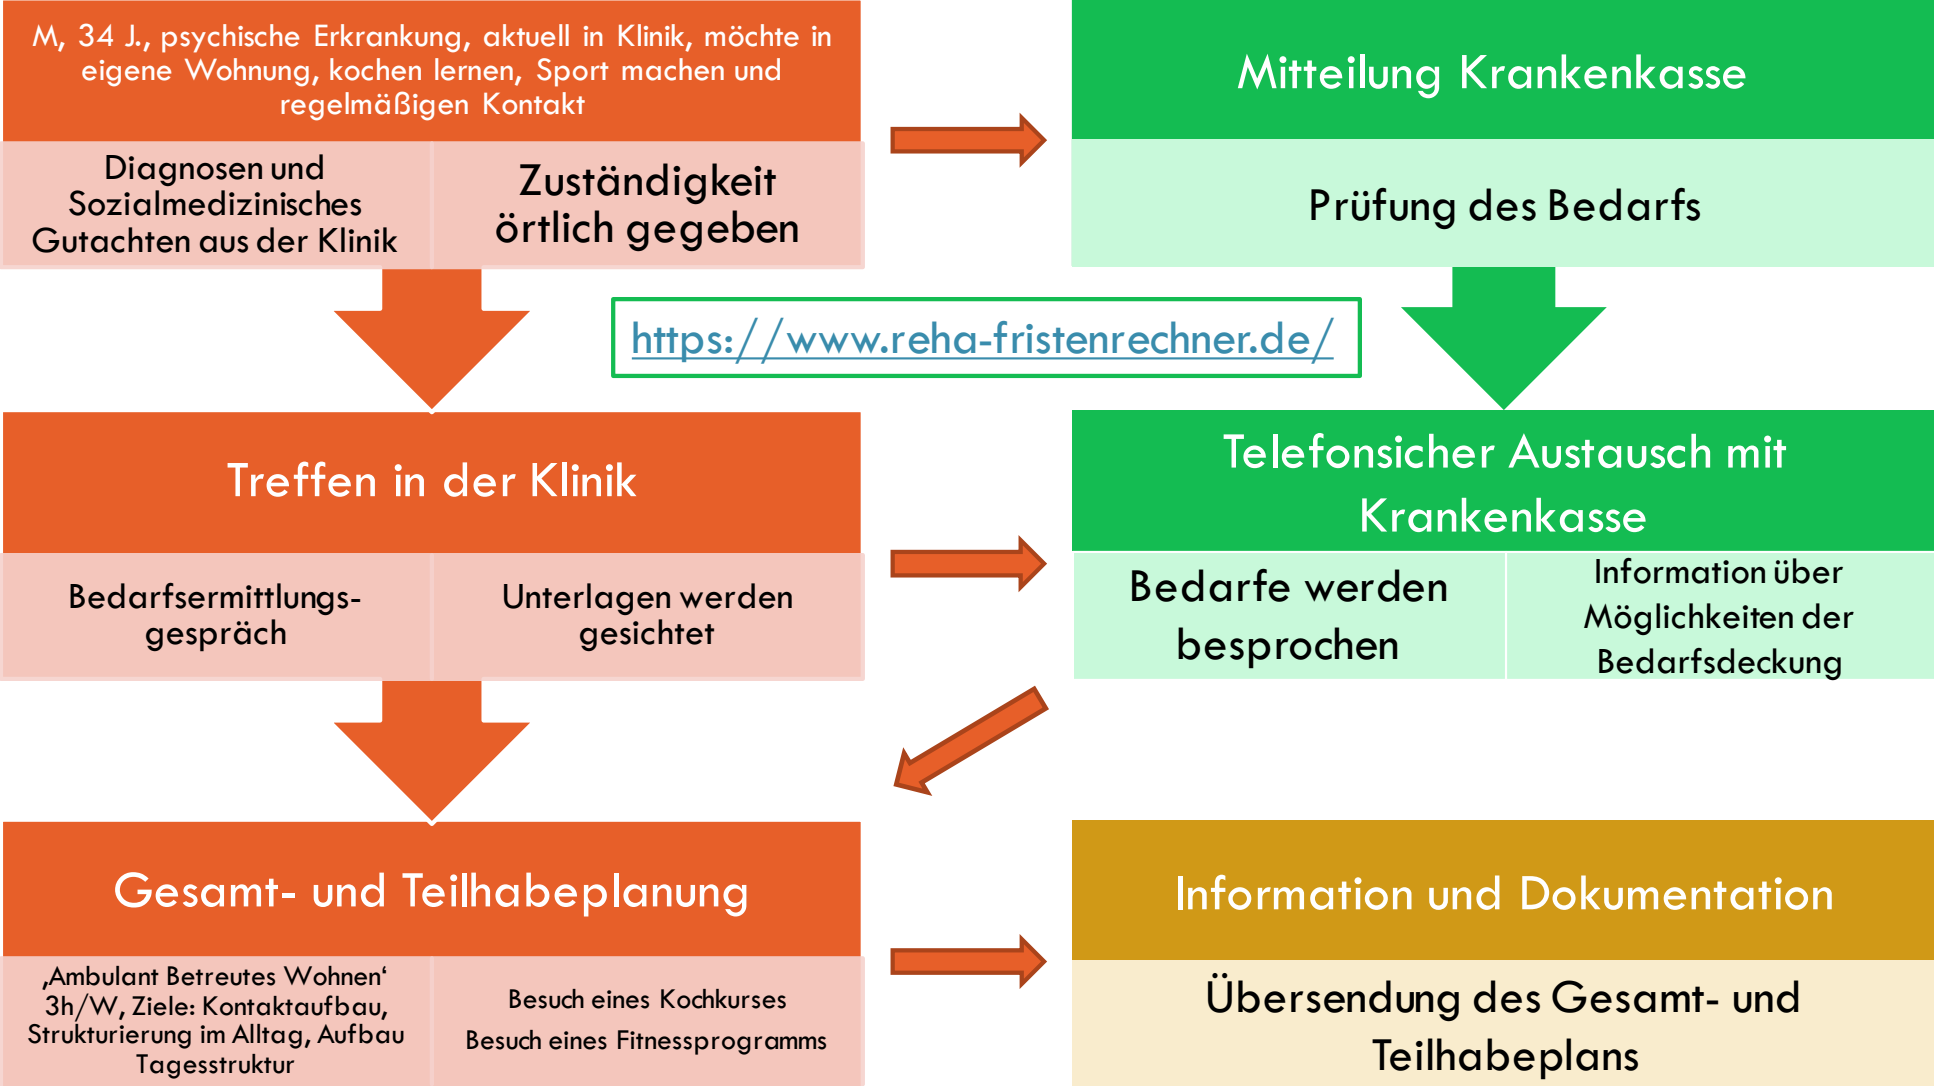 M, 34 J., psychische Erkrankung, aktuell in Klinik, möchte in
eigene Wohnung, kochen lernen, Sport machen und
regelmäßigen Kontakt
Diagnosen und
Sozialmedizinisches
Gutachten aus der Klinik
Zuständigkeit
örtlich gegeben
Mitteilung Krankenkasse
Prüfung des Bedarfs
https://www.reha-fristenrechner.de/
Treffen in der Klinik
Bedarfsermittlungs-
gespräch
Unterlagen werden
gesichtet
Telefonsicher Austausch mit
Krankenkasse
Bedarfe werden
besprochen
Information über
Möglichkeiten der
Bedarfsdeckung
Gesamt- und Teilhabeplanung
‚Ambulant Betreutes Wohnen‘
3h/W, Ziele: Kontaktaufbau,
Strukturierung im Alltag, Aufbau
Tagesstruktur
Besuch eines Kochkurses
Besuch eines Fitnessprogramms
Information und Dokumentation
Übersendung des Gesamt- und
Teilhabeplans